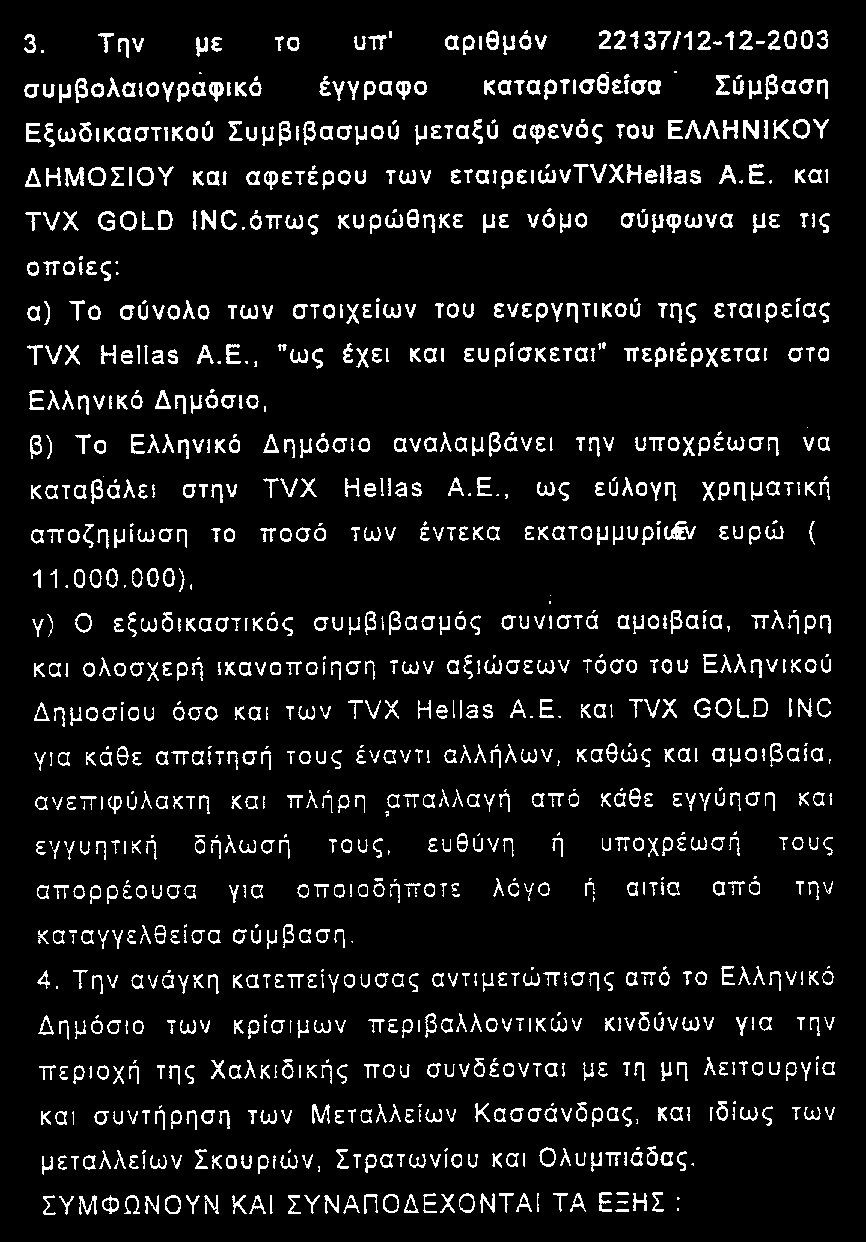 3. Την με το υπ' αριθμόν 22137/12-12-2003
συμβολαιογραφικό έγγραφο καταρτισθείσα Σύμβαση
Εξωδικαστικού Συμβιβασμού μεταξύ αφενός του ΕΛΛΗΝΙΚΟΥ
ΔΗΜΟΣΙΟΥ και αφετέρου των εταιρειώνTVXHellas Α.Ε. και
TVX GOLD INC.όπως κυρώθηκε με νόμο σύμφωνα με τις
οποίες:
α) Το σύνολο των στοιχείων του ενεργητικού της εταιρείας
TVX Hellas Α.Ε., "ως έχει και ευρίσκεται" περιέρχεται στο
Ελληνικό Δημόσιο,
β) Το Ελληνικό Δημόσιο αναλαμβάνει την υποχρέωση να
καταβάλει στην TVX Hellas Α.Ε., ως εύλογη χρηματική
αποζημίωση το ποσό των έντεκα ευρώ (
11.000.000),
γ) Ο εξωδικαστικός συμβιβασμός συνιστά αμοιβαία, πλήρη
και ολοσχερή ικανοποίηση των αξιώσεων τόσο του Ελληνικού
Δημοσίου όσο και των TVX Hellas Α.Ε. και TVX GOLD INC
για κάθε απαίτησή τους έναντι αλλήλων, καθώς και αμοιβαία,
ανεπιφύλακτη και πλήρη απαλλαγή από κάθε εγγύηση και
εγγυητική δήλωσή τους, ευθύνη ή υποχρέωσή τους
απορρέουσα για οποιοδήποτε λόγο ή αιτία από την
καταγγελθείσα σύμβαση.
4. Την ανάγκη κατεπείγουσας αντιμετώπισης από το Ελληνικό
Δημόσιο των κρίσιμων περιβαλλοντικών κινδύνων για την
περιοχή της Χαλκιδικής που συνδέονται με τη μη λειτουργία
και συντήρηση των Μεταλλείων Κασσάνδρας, και ιδίως των
μεταλλείων Σκουριών, Στρατωνίου και Ολυμπιάδας.
ΣΥΜΦΩΝΟΥΝ ΚΑΙ ΣΥΝΑΠΟΔΕΧΟΝΤΑΙ ΤΑ ΕΞΗΣ :